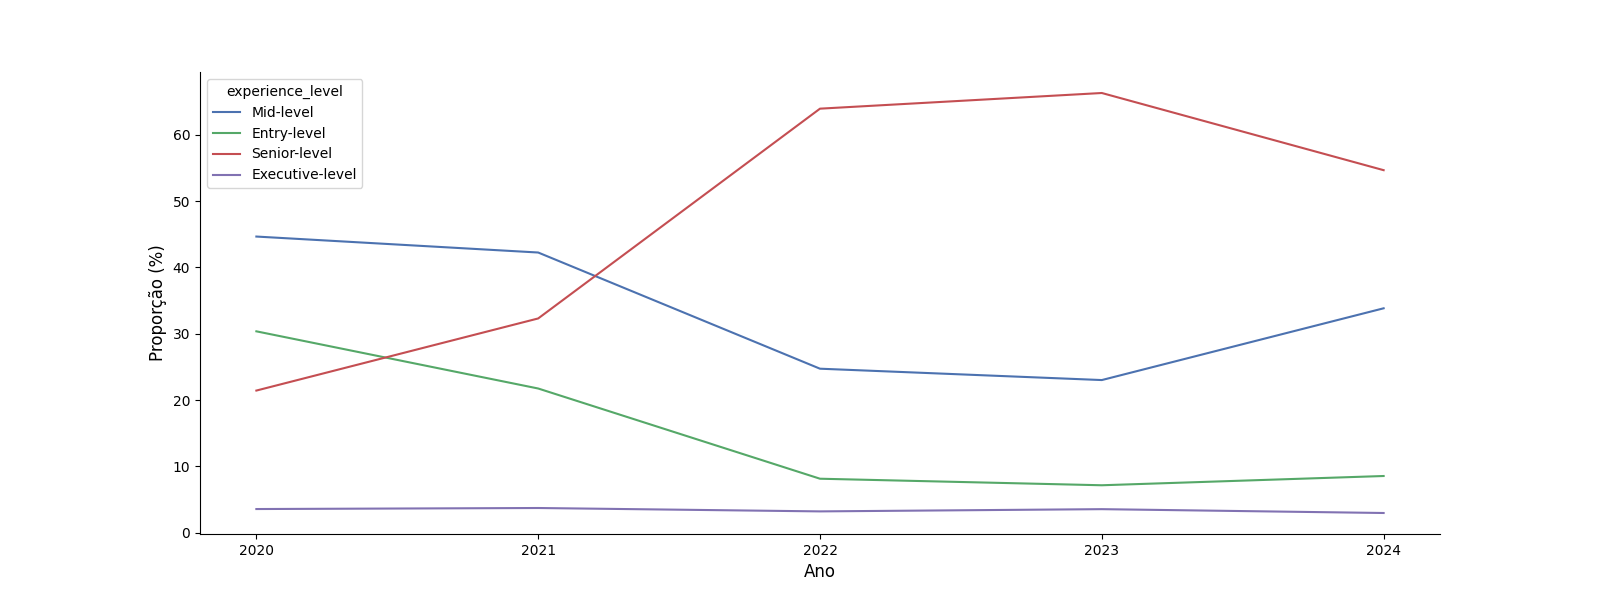 experience_level
Mid-level
Entry-level
Senior-level
Executive-level
Proporção (%)
60
50
40
30
20
10
0
2020 2021 2022 2023 2024
Ano